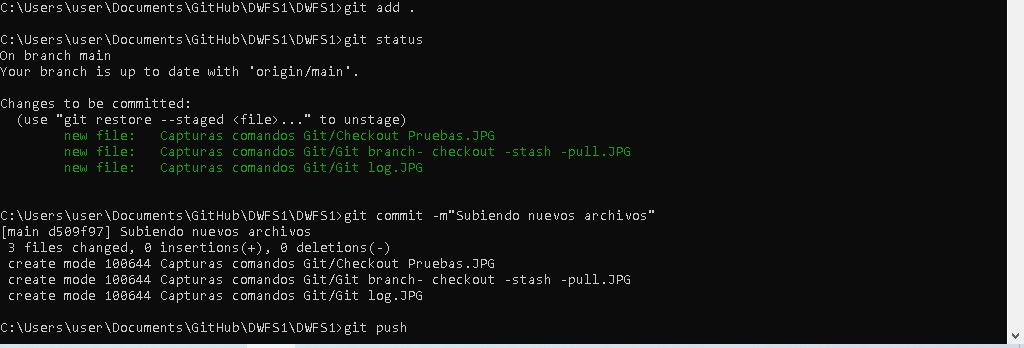 C:\Users\user\Documents\GitHub\DWFS1\DWFS1>git add .
C:\Users\user\Documents\GitHub\DWFS1\DWFS1>git status
On branch main
Your branch is up to date with 'origin/main'.
Changes to be committed:
(use "git restore --staged <file>..." to unstage)
new file:   Capturas comandos Git/Checkout Pruebas.JPG
new file:   Capturas comandos Git/Git branch- checkout -stash -pull.JPG
new file:   Capturas comandos Git/Git log.JPG
C:\Users\user\Documents\GitHub\DWFS1\DWFS1>git commit -m"Subiendo nuevos archivos"
[main d509f97] Subiendo nuevos archivos
3 files changed, 0 insertions(+), 0 deletions(-)
create mode 100644 Capturas comandos Git/Checkout Pruebas.JPG
create mode 100644 Capturas comandos Git/Git branch- checkout -stash -pull.JPG
create mode 100644 Capturas comandos Git/Git log.JPG
C:\Users\user\Documents\GitHub\DWFS1\DWFS1>git push